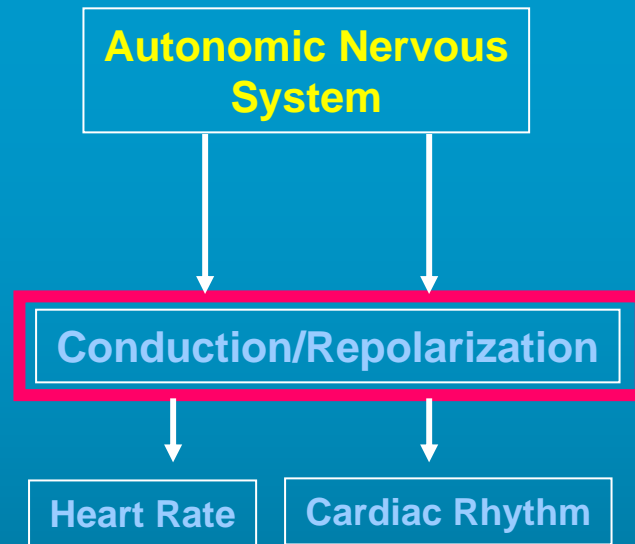 Autonomic Nervous
System
Conduction/Repolarization
Heart Rate
Cardiac Rhythm